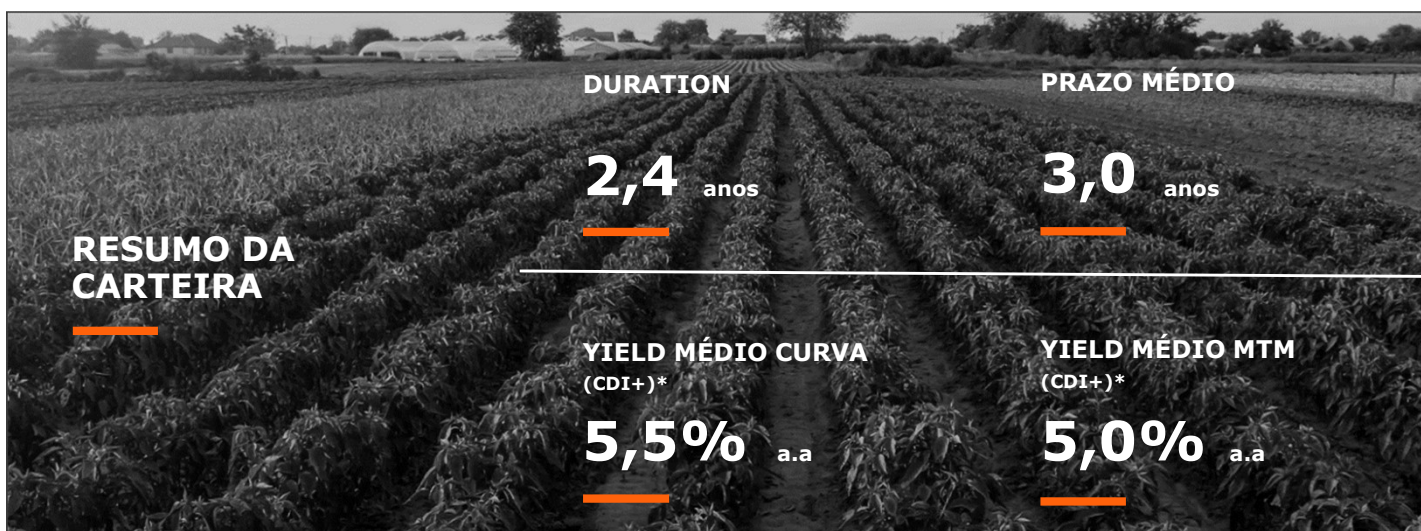 RESUMO DA
CARTEIRA
DURATION
2,4 anos
PRAZO MÉDIO
3,0 anos
YIELD MÉDIO CURVA
(CDI+)*
5,5% a.a
YIELD MÉDIO MTM
(CDI+)*
5,0% a.a